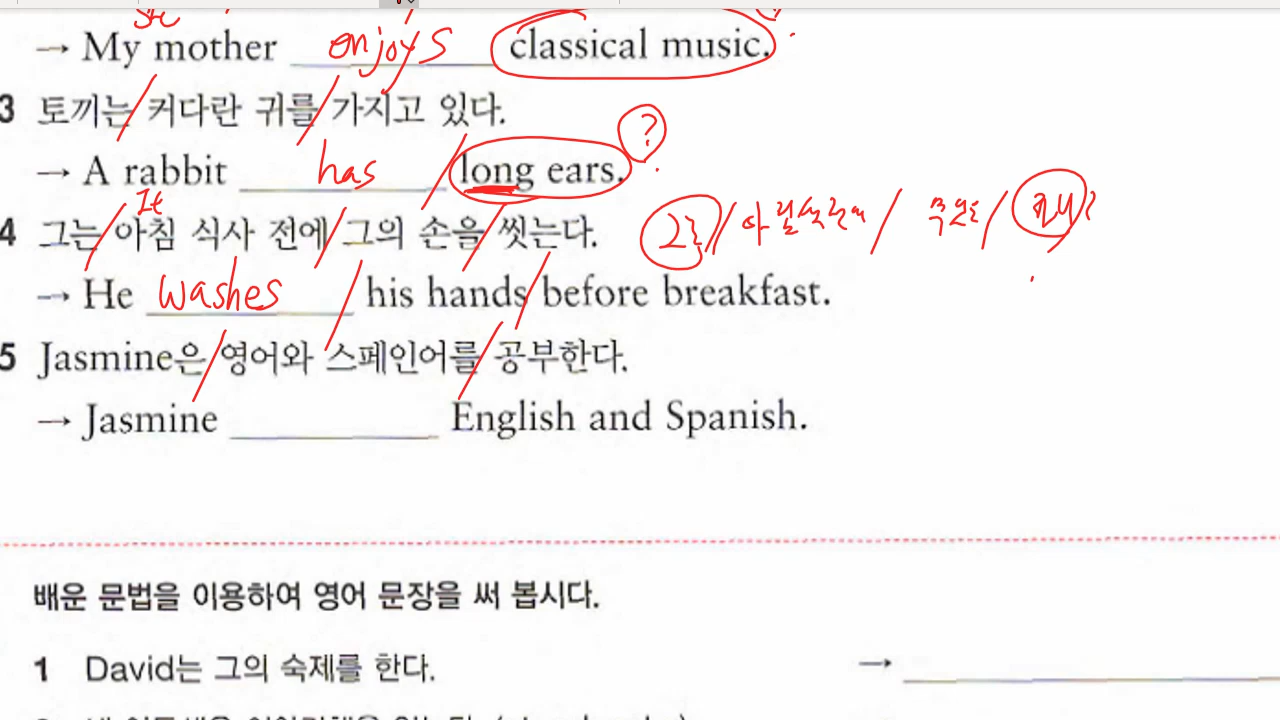 She
→ My mother enjoys classical music.
3 토끼는 / 커다란 귀를 / 가지고 있다. ?
→ A rabbit has / long ears.
It
4 그는 / 아침 식사 전에 / 그의 손을 / 씻는다.
→ He washes / his hands / before breakfast.
5 Jasmine은 / 영어와 스페인어를 / 공부한다.
→ Jasmine ________ English and Spanish.
배운 문법을 이용하여 영어 문장을 써 봅시다.
1 David는 그의 숙제를 한다. → ________